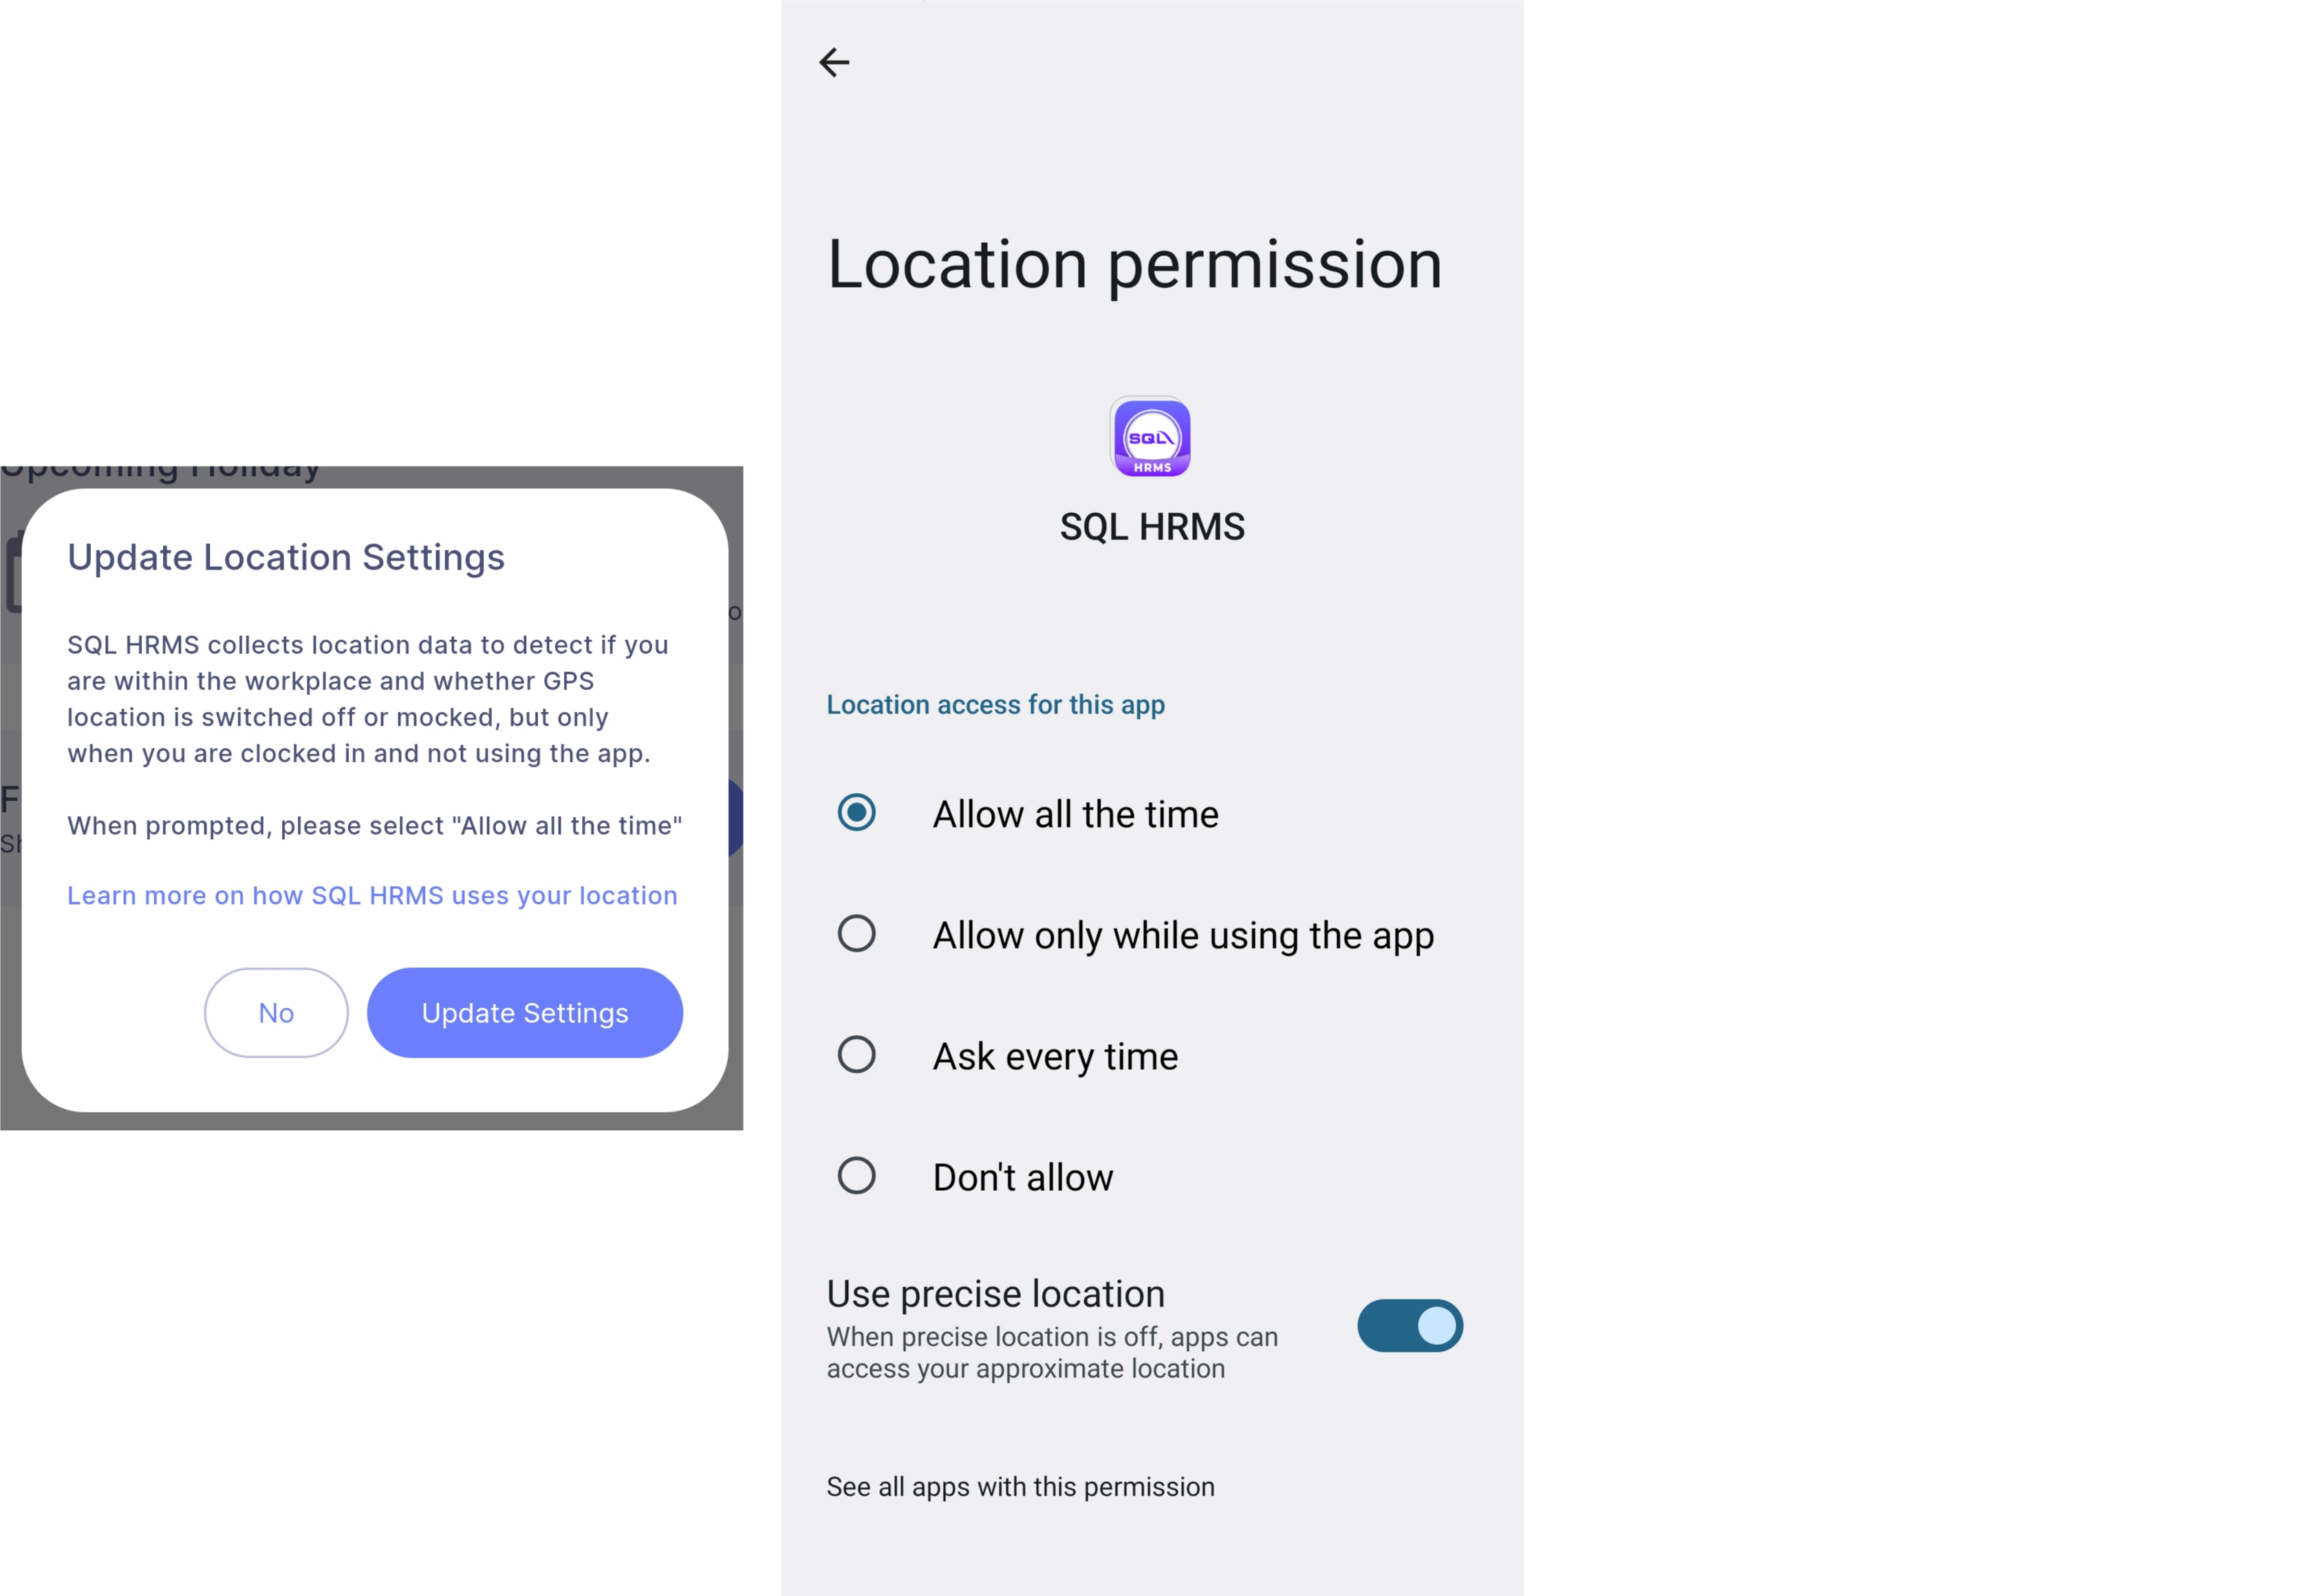 Upcoming Holiday
Update Location Settings
SQL HRMS collects location data to detect if you
are within the workplace and whether GPS
location is switched off or mocked, but only
when you are clocked in and not using the app.
When prompted, please select "Allow all the time"
Learn more on how SQL HRMS uses your location
No
Update Settings
Location permission
SQL
HRMS
SQL HRMS
Location access for this app
Allow all the time
Allow only while using the app
Ask every time
Don't allow
Use precise location
When precise location is off, apps can
access your approximate location
See all apps with this permission